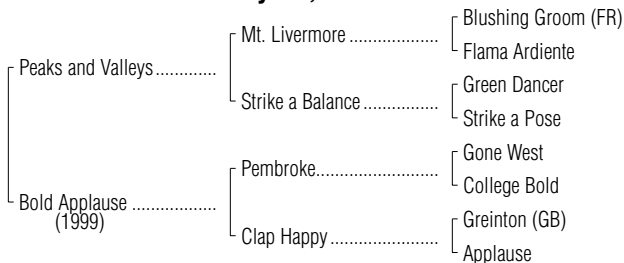 Blushing Groom (FR)
Mt. Livermore ....................
Flama Ardiente
Peaks and Valleys .............
Green Dancer
Strike a Balance .................
Strike a Pose
Gone West
Pembroke...........................
College Bold
Bold Applause ..................
(1999)
Greinton (GB)
Clap Happy ........................
Applause